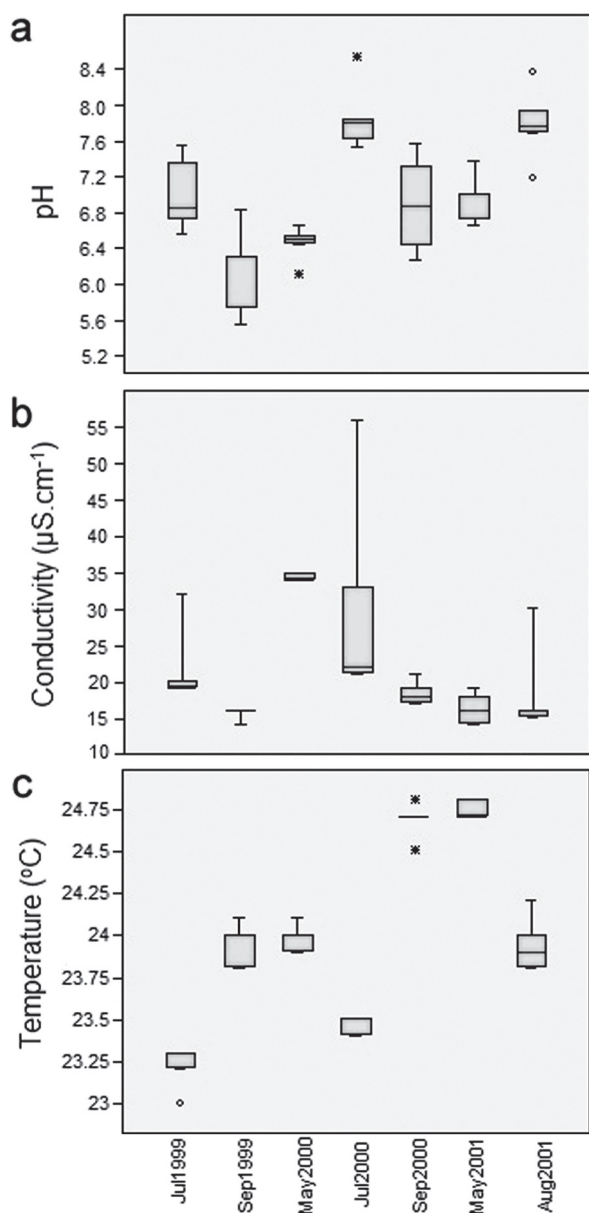 a
pH
8.4
8.0
7.6
7.2
6.8
6.4
6.0
5.6
5.2
b
Conductivity (µS.cm-1)
55
50
45
40
35
30
25
20
15
10
c
Temperature (ºC)
24.75
24.5
24.25
24
23.75
23.5
23.25
23
Jul1999
Sep1999
May2000
Jul2000
Sep2000
May2001
Aug2001